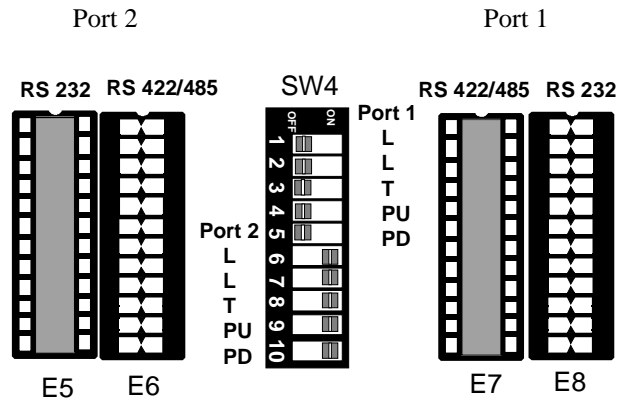 Port 2
Port 1
RS 232 RS 422/485
SW4
RS 422/485 RS 232
OFF ON
Port 1
1 L
2 L
3 T
4 PU
5 PD
Port 2
L 6
L 7
T 8
PU 9
PD 10
E5 E6
E7 E8